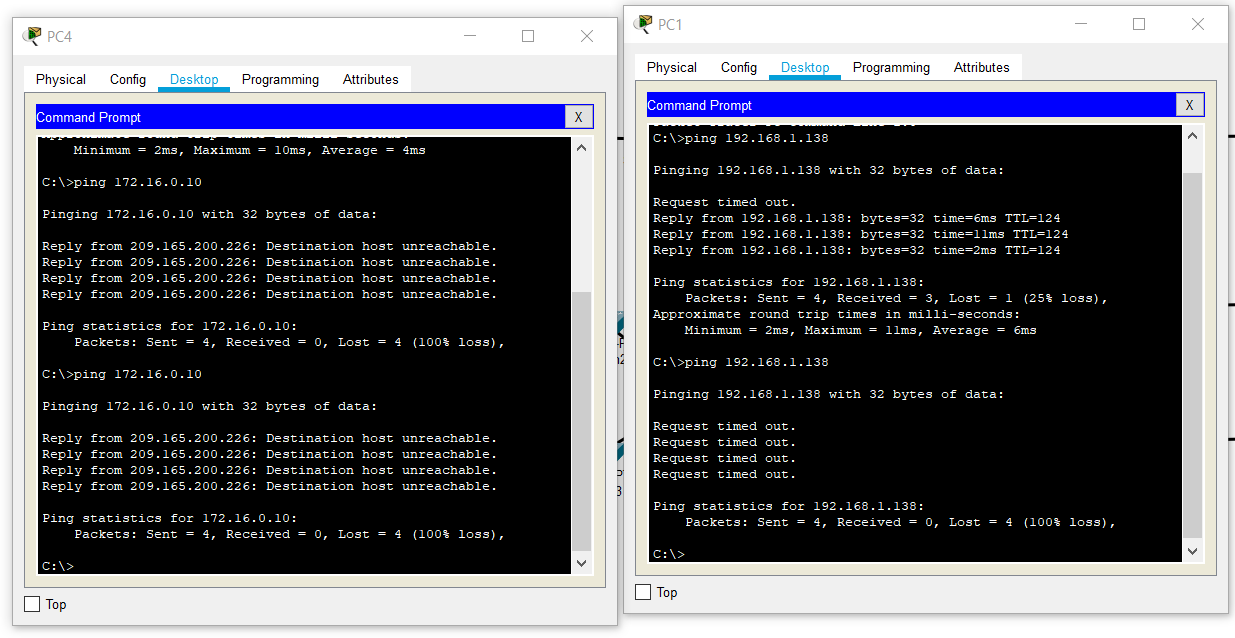 PC4
Physical Config Desktop Programming Attributes
Command Prompt
X
Approximate round trip times in milli-seconds:
Minimum = 2ms, Maximum = 10ms, Average = 4ms
C:\>ping 172.16.0.10
Pinging 172.16.0.10 with 32 bytes of data:
Reply from 209.165.200.226: Destination host unreachable.
Reply from 209.165.200.226: Destination host unreachable.
Reply from 209.165.200.226: Destination host unreachable.
Reply from 209.165.200.226: Destination host unreachable.
Ping statistics for 172.16.0.10:
Packets: Sent = 4, Received = 0, Lost = 4 (100% loss),
C:\>ping 172.16.0.10
Pinging 172.16.0.10 with 32 bytes of data:
Reply from 209.165.200.226: Destination host unreachable.
Reply from 209.165.200.226: Destination host unreachable.
Reply from 209.165.200.226: Destination host unreachable.
Reply from 209.165.200.226: Destination host unreachable.
Ping statistics for 172.16.0.10:
Packets: Sent = 4, Received = 0, Lost = 4 (100% loss),
C:\>
Top
PC1
Physical Config Desktop Programming Attributes
Command Prompt
X
C:\>ping 192.168.1.138
Pinging 192.168.1.138 with 32 bytes of data:
Request timed out.
Reply from 192.168.1.138: bytes=32 time=6ms TTL=124
Reply from 192.168.1.138: bytes=32 time=11ms TTL=124
Reply from 192.168.1.138: bytes=32 time=2ms TTL=124
Ping statistics for 192.168.1.138:
Packets: Sent = 4, Received = 3, Lost = 1 (25% loss),
Approximate round trip times in milli-seconds:
Minimum = 2ms, Maximum = 11ms, Average = 6ms
C:\>ping 192.168.1.138
Pinging 192.168.1.138 with 32 bytes of data:
Request timed out.
Request timed out.
Request timed out.
Request timed out.
Ping statistics for 192.168.1.138:
Packets: Sent = 4, Received = 0, Lost = 4 (100% loss),
C:\>
Top